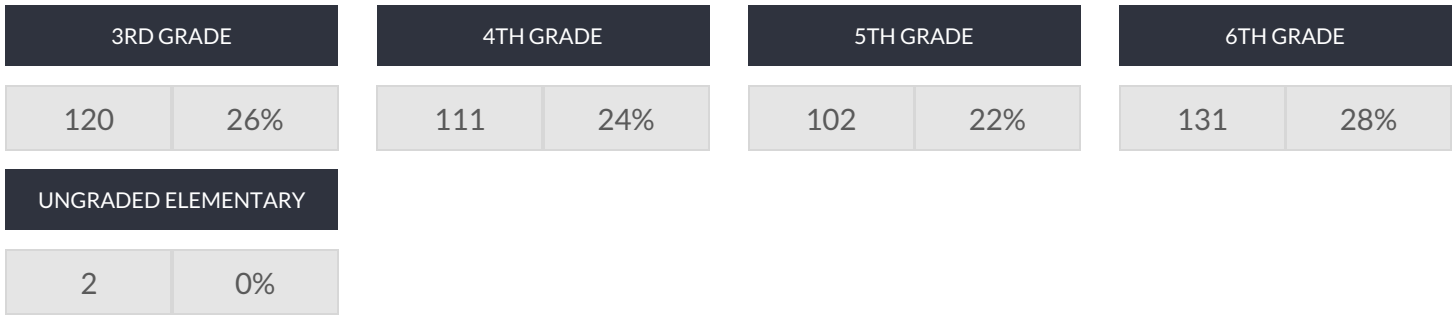 3RD GRADE 4TH GRADE 5TH GRADE 6TH GRADE
120 26% 111 24% 102 22% 131 28%
UNGRADED ELEMENTARY
2 0%